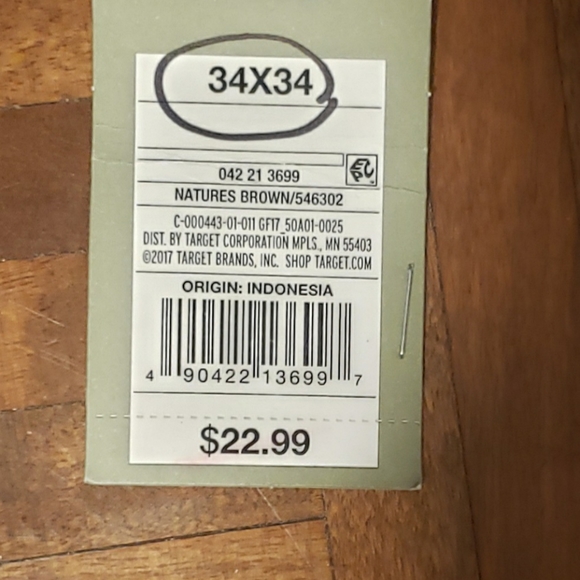 34X34
042 21 3699
NATURES BROWN/546302
C-000443-01-011 GF17_50A01-0025
DIST. BY TARGET CORPORATION MPLS., MN 55403
©2017 TARGET BRANDS, INC. SHOP TARGET.COM
ORIGIN: INDONESIA
4 90422 13699 7
$22.99